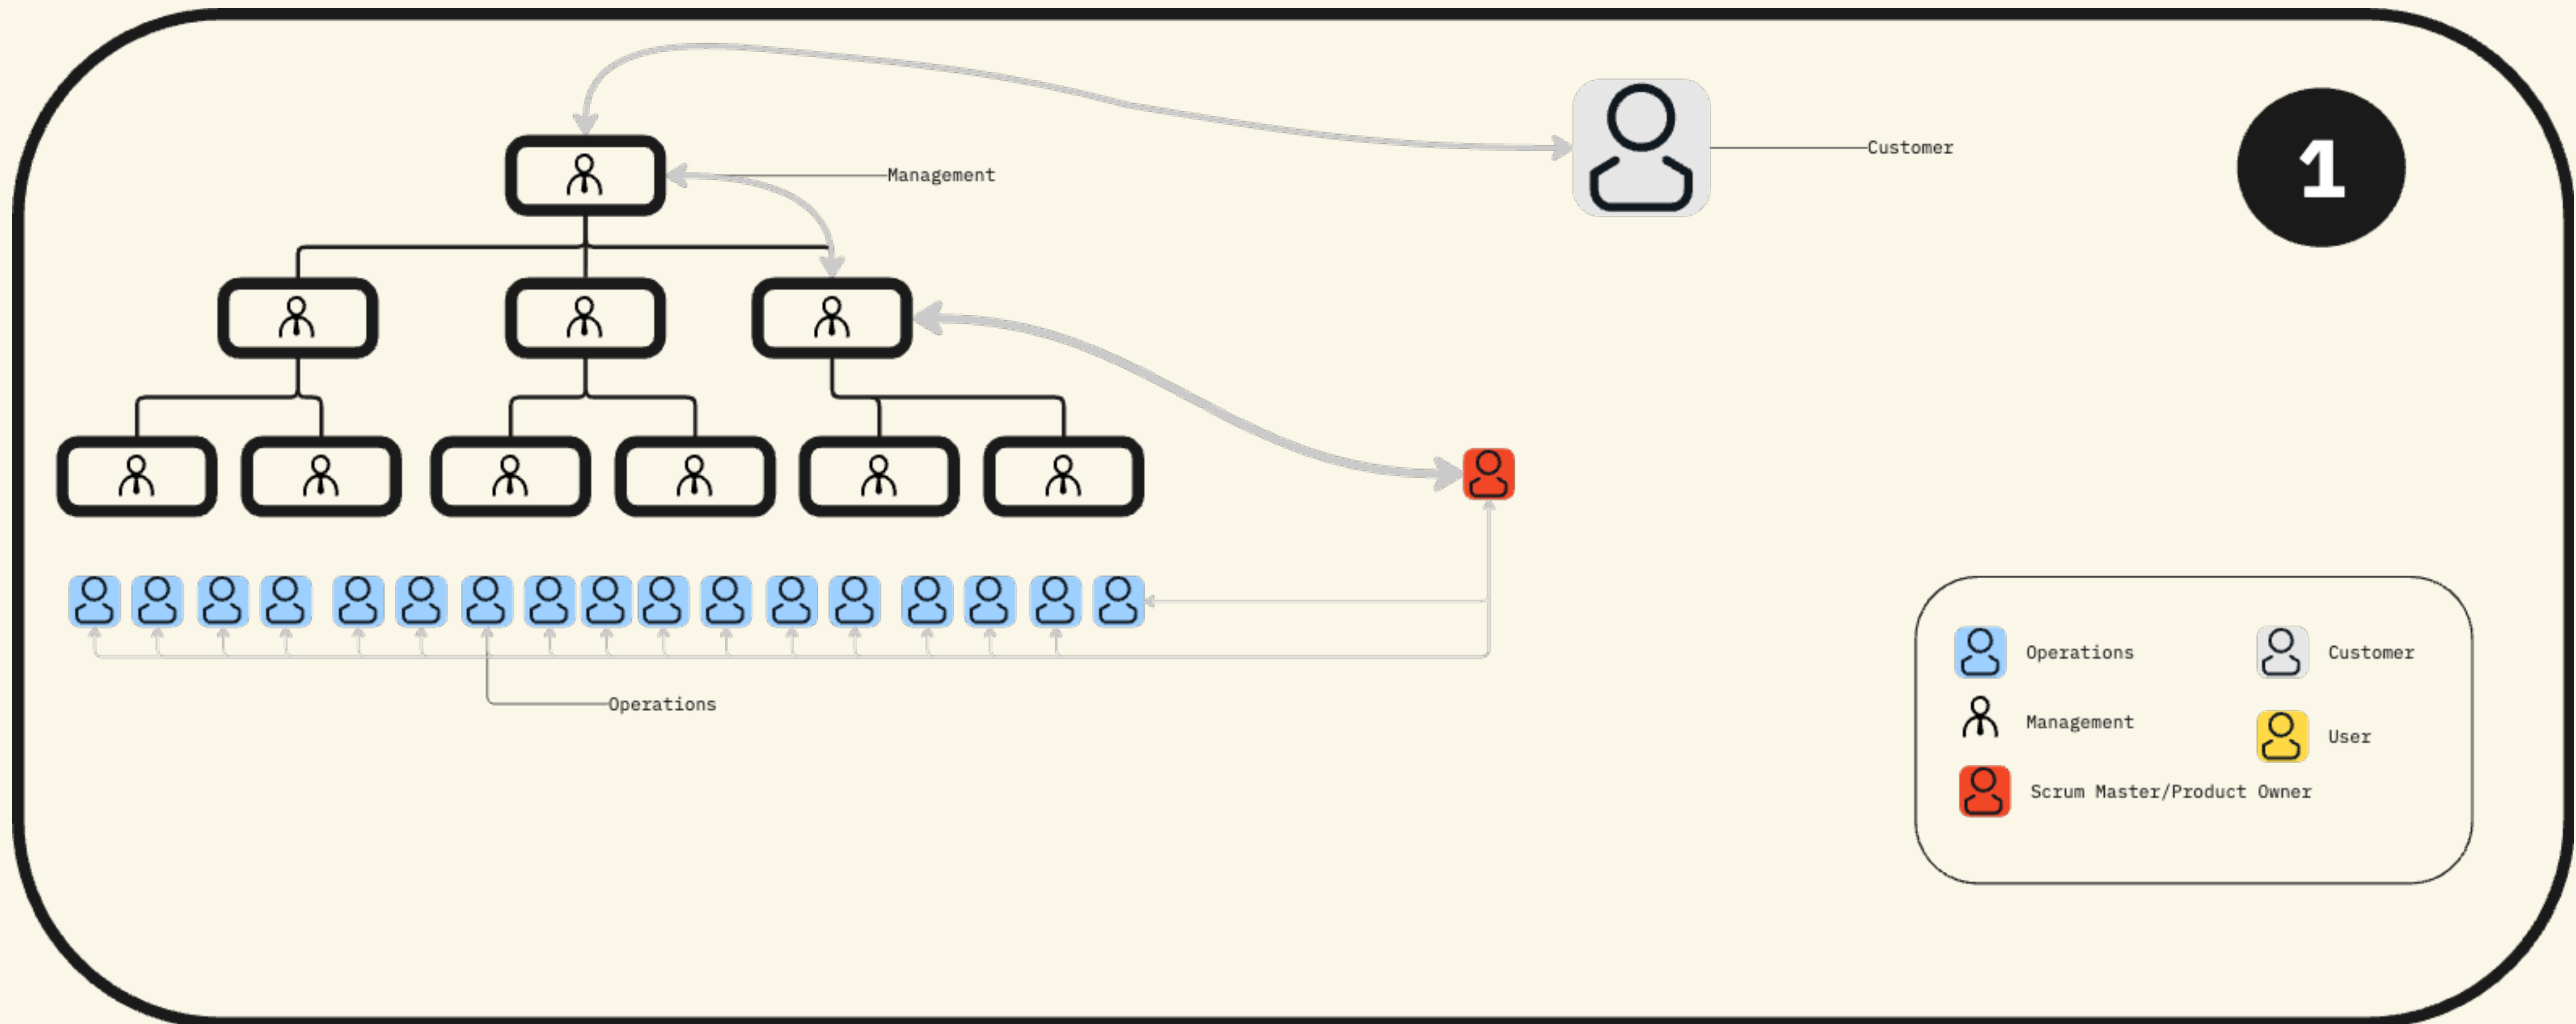 Customer
1
Management
Operations
Operations
Customer
Management
User
Scrum Master/Product Owner